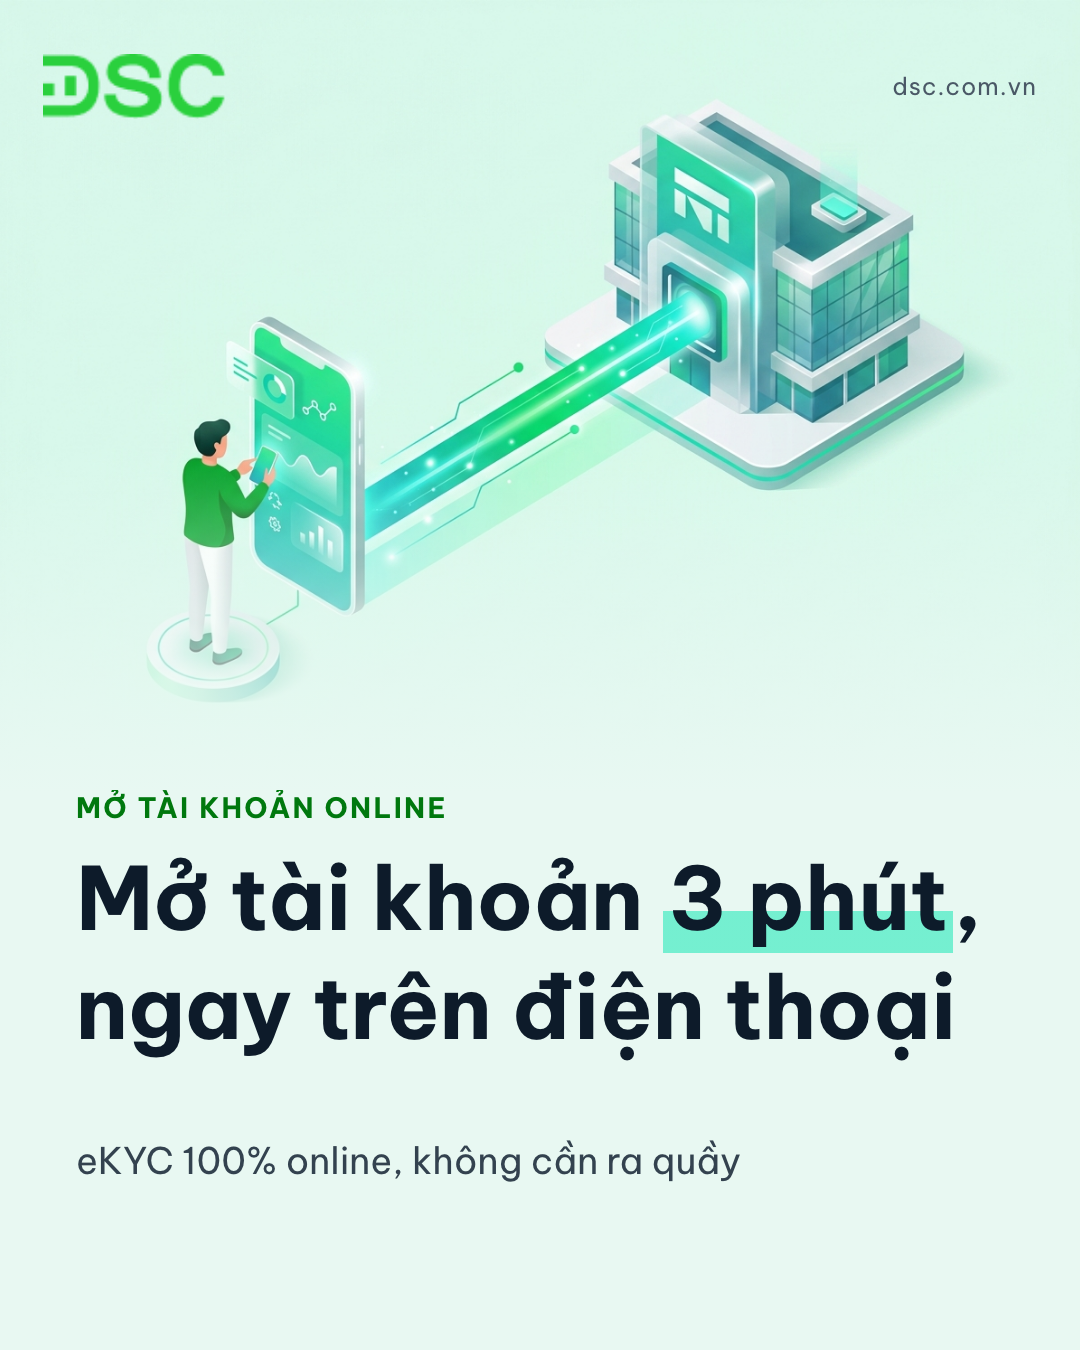 DSC
dsc.com.vn
MỞ TÀI KHOẢN ONLINE
Mở tài khoản 3 phút,
ngay trên điện thoại
eKYC 100% online, không cần ra quầy